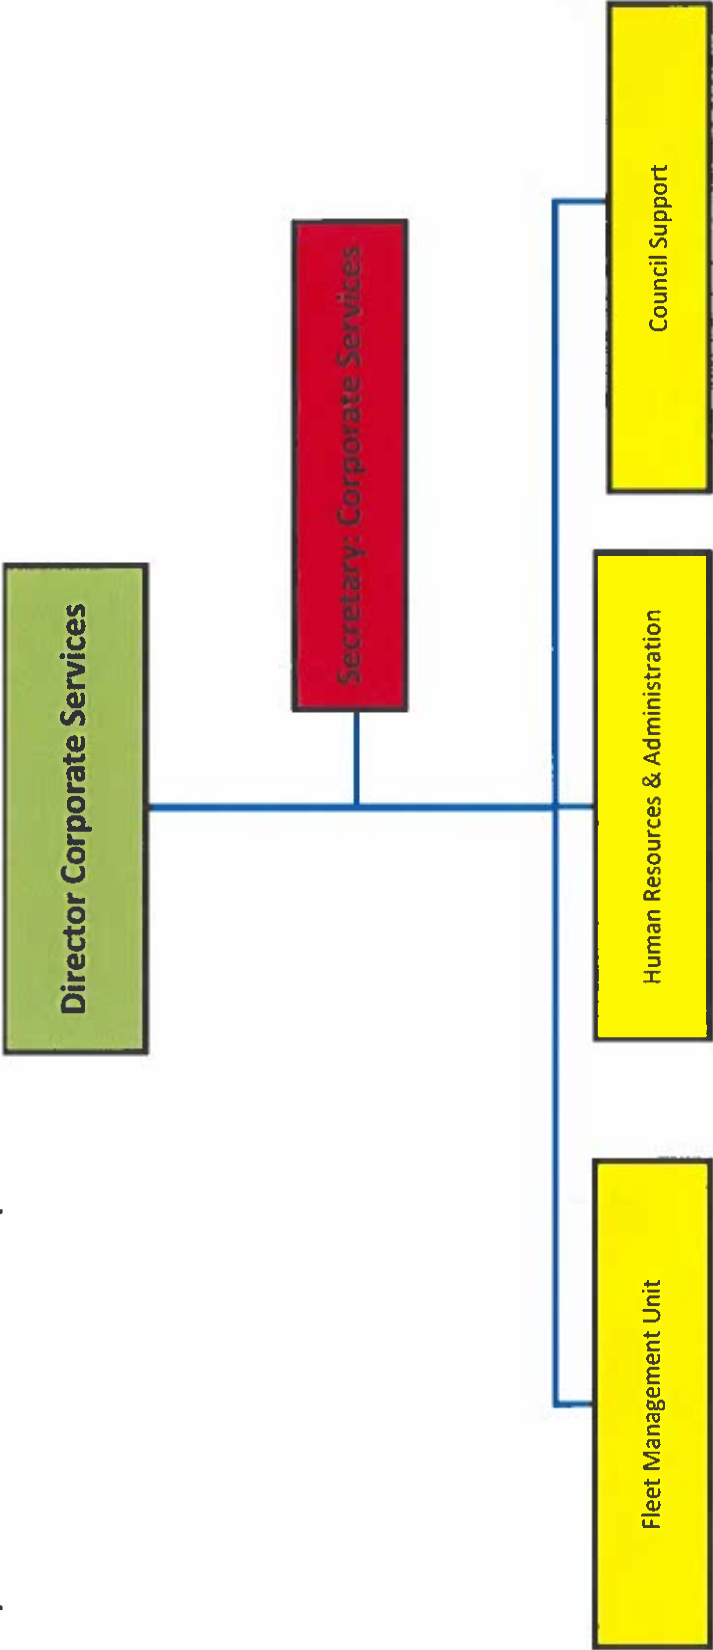 Director Corporate Services
Secretary: Corporate Services
Fleet Management Unit
Human Resources & Administration
Council Support